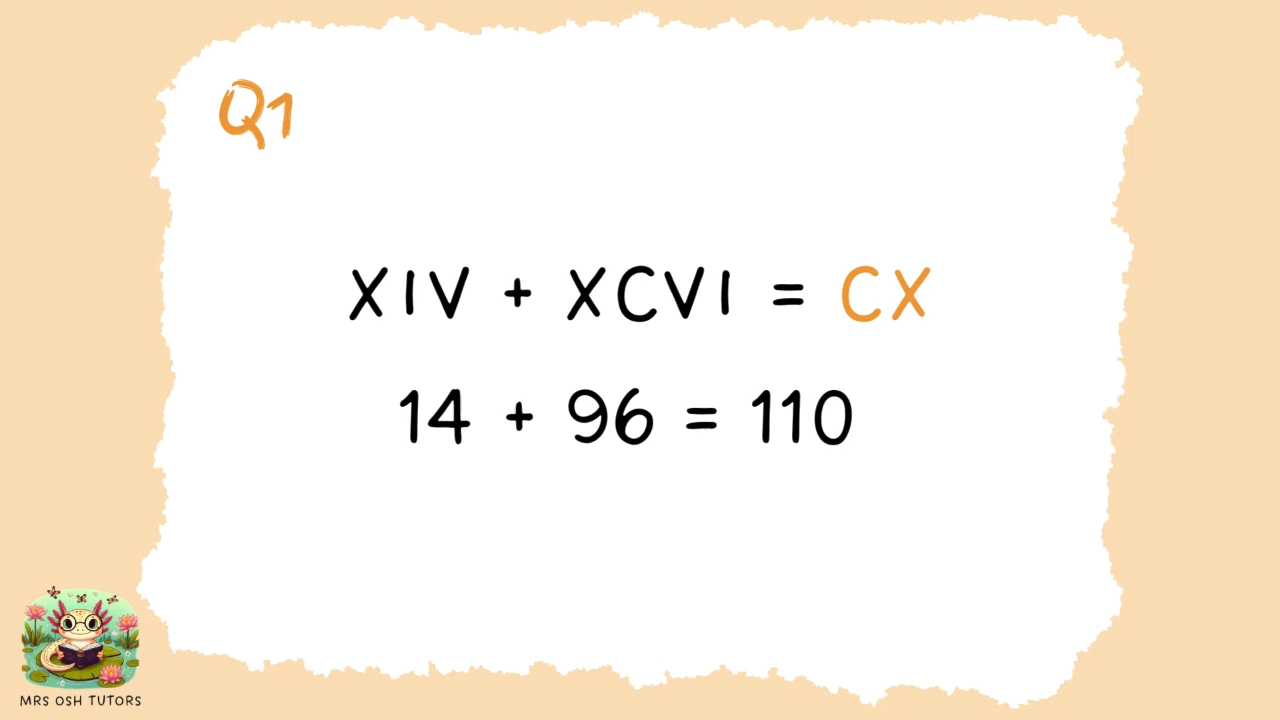 Q1
XIV + XCVI = CX
14 + 96 = 110
MRS OSH TUTORS